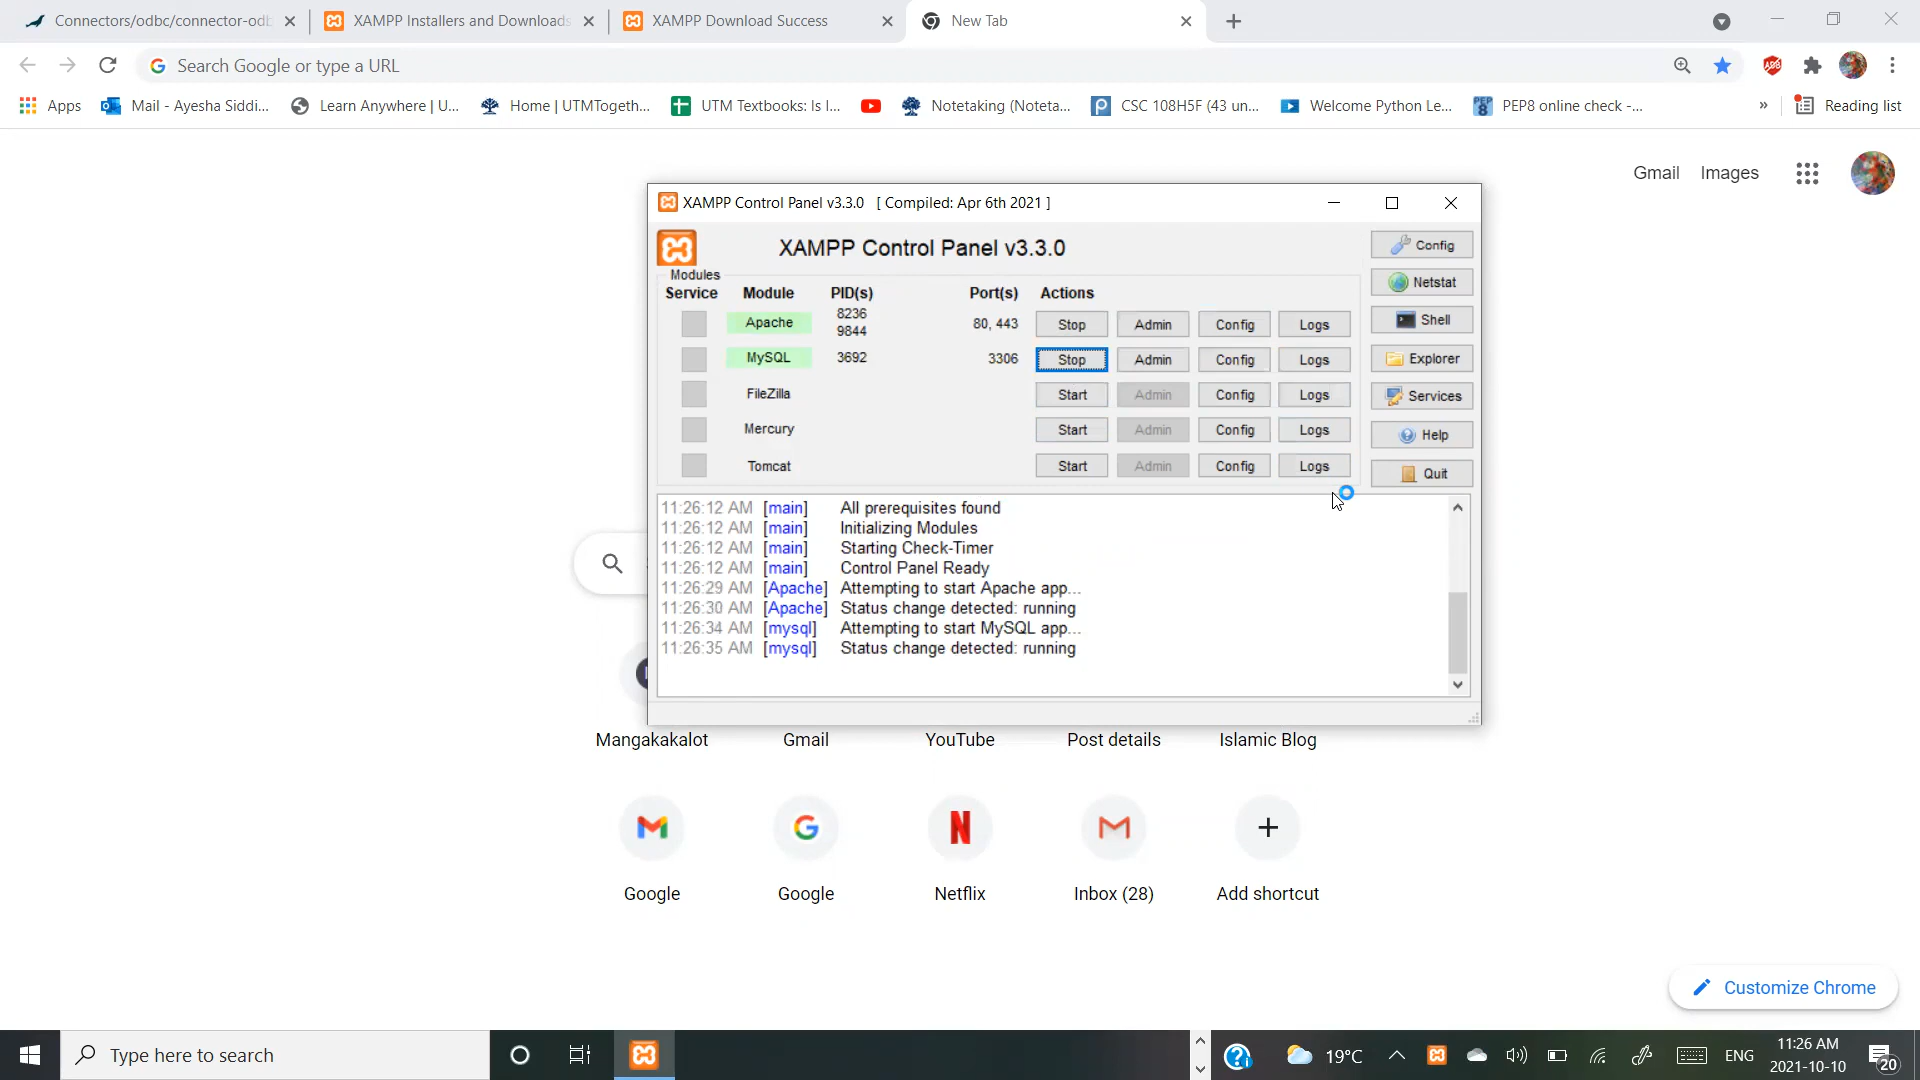 Connectors/odbc/connector-odb
XAMPP Installers and Downloads
XAMPP Download Success
New Tab
Search Google or type a URL
Apps
Mail - Ayesha Siddi...
Learn Anywhere | U...
Home | UTMTogeth...
UTM Textbooks: Is I...
Notetaking (Noteta...
CSC 108H5F (43 un...
Welcome Python Le...
PEP8 online check -...
»
Reading list
Gmail
Images
XAMPP Control Panel v3.3.0 [ Compiled: Apr 6th 2021 ]
XAMPP Control Panel v3.3.0
Config
Modules
Service Module PID(s) Port(s) Actions
Netstat
Apache 8236
9844 80, 443 Stop Admin Config Logs
Shell
MySQL 3692 3306 Stop Admin Config Logs
Explorer
FileZilla Start Admin Config Logs
Services
Mercury Start Admin Config Logs
Help
Tomcat Start Admin Config Logs
Quit
11:26:12 AM [main] All prerequisites found
11:26:12 AM [main] Initializing Modules
11:26:12 AM [main] Starting Check-Timer
11:26:12 AM [main] Control Panel Ready
11:26:29 AM [Apache] Attempting to start Apache app...
11:26:30 AM [Apache] Status change detected: running
11:26:34 AM [mysql] Attempting to start MySQL app...
11:26:35 AM [mysql] Status change detected: running
Mangakakalot
Gmail
YouTube
Post details
Islamic Blog
Google
Google
Netflix
Inbox (28)
Add shortcut
Customize Chrome
Type here to search
19°C
ENG
11:26 AM
2021-10-10
20